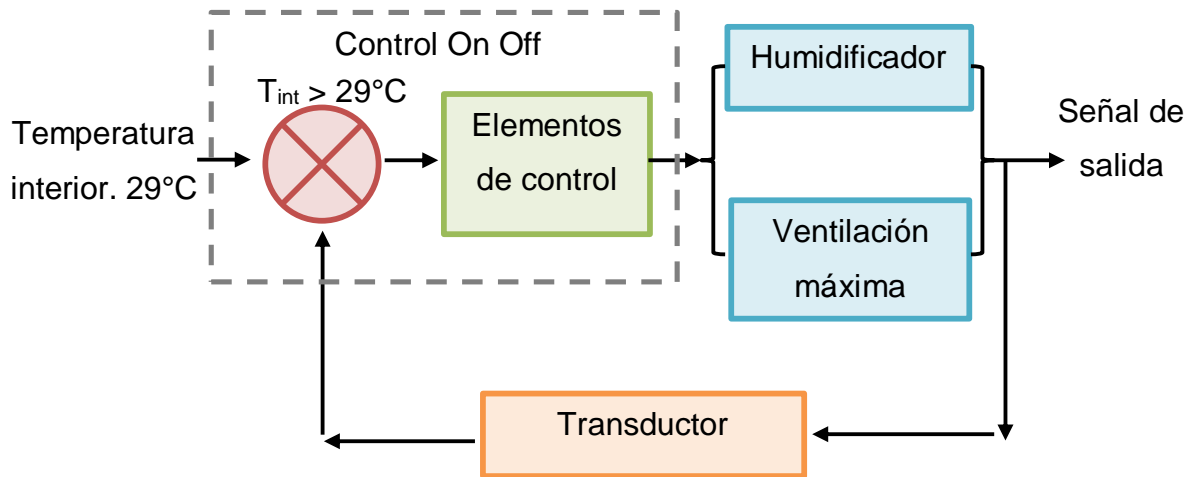 Control On Off
T_int > 29°C
Temperatura
interior. 29°C
Elementos
de control
Humidificador
Ventilación
máxima
Señal de
salida
Transductor